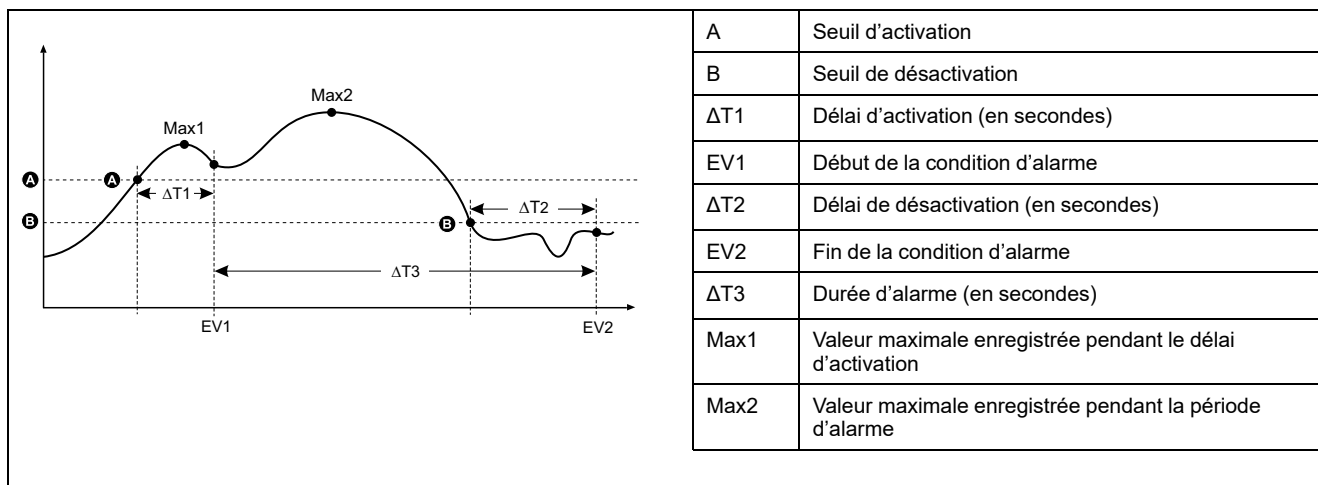 Max2
Max1
A
A
ΔT1
B
B
ΔT2
ΔT3
EV1
EV2
A Seuil d’activation
B Seuil de désactivation
ΔT1 Délai d’activation (en secondes)
EV1 Début de la condition d’alarme
ΔT2 Délai de désactivation (en secondes)
EV2 Fin de la condition d’alarme
ΔT3 Durée d’alarme (en secondes)
Max1 Valeur maximale enregistrée pendant le délai
d’activation
Max2 Valeur maximale enregistrée pendant la période
d’alarme